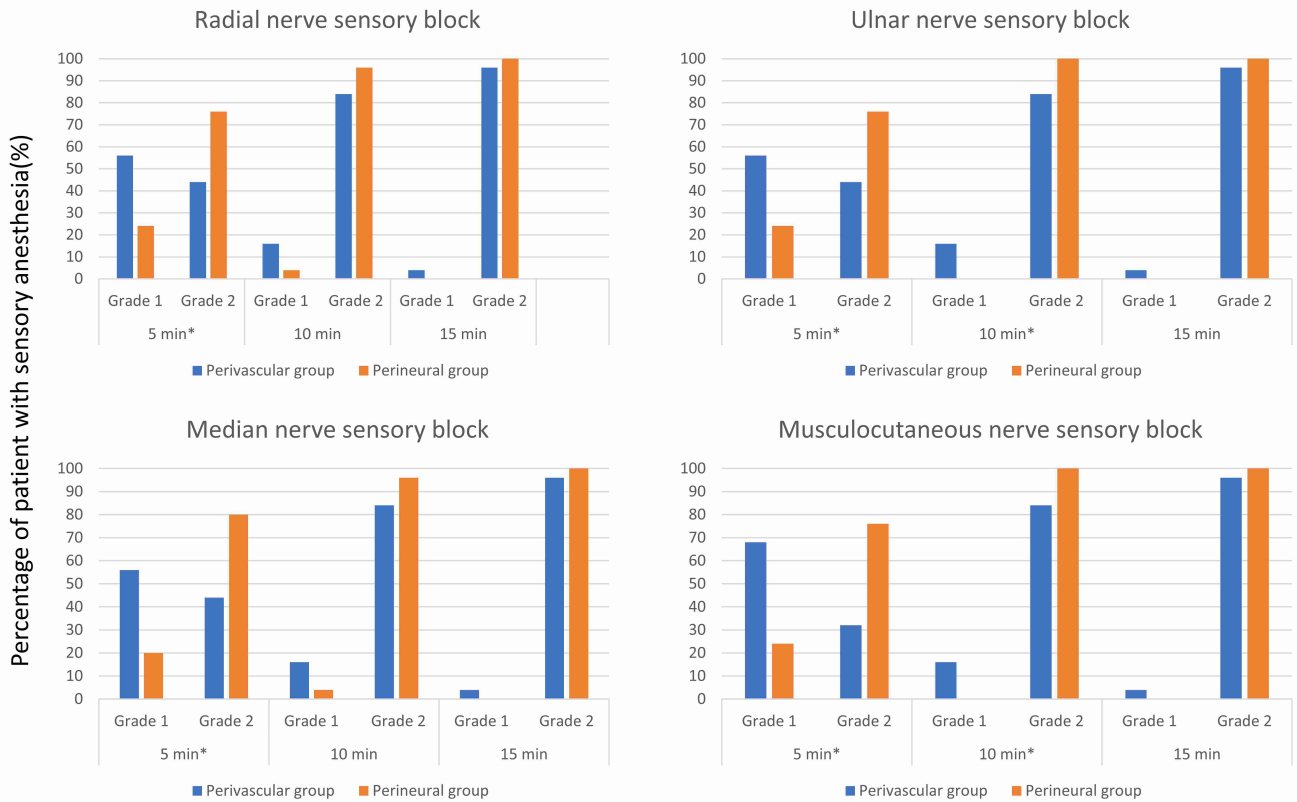 Percentage of patient with sensory anesthesia(%)
Radial nerve sensory block
100
90
80
70
60
50
40
30
20
10
0
Grade 1 Grade 2 Grade 1 Grade 2 Grade 1 Grade 2
5 min* 10 min 15 min
Perivascular group Perineural group
Ulnar nerve sensory block
100
90
80
70
60
50
40
30
20
10
0
Grade 1 Grade 2 Grade 1 Grade 2 Grade 1 Grade 2
5 min* 10 min* 15 min
Perivascular group Perineural group
Median nerve sensory block
100
90
80
70
60
50
40
30
20
10
0
Grade 1 Grade 2 Grade 1 Grade 2 Grade 1 Grade 2
5 min* 10 min 15 min
Perivascular group Perineural group
Musculocutaneous nerve sensory block
100
90
80
70
60
50
40
30
20
10
0
Grade 1 Grade 2 Grade 1 Grade 2 Grade 1 Grade 2
5 min* 10 min* 15 min
Perivascular group Perineural group